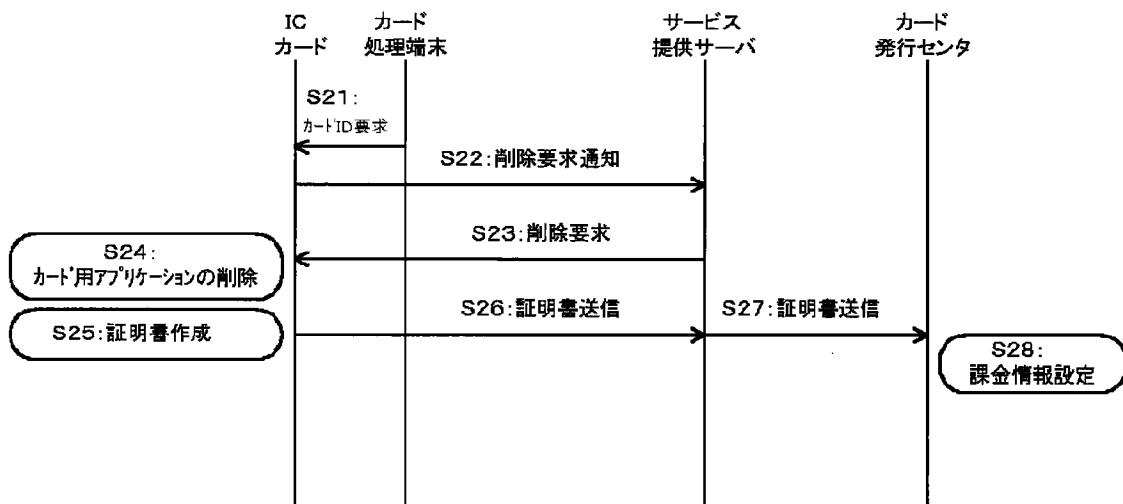 IC
カード
カード
処理端末
サービス
提供サーバ
カード
発行センタ
S21:
カードID要求
S22:削除要求通知
S23:削除要求
S24:
カード用アプリケーションの削除
S25:証明書作成
S26:証明書送信
S27:証明書送信
S28:
課金情報設定